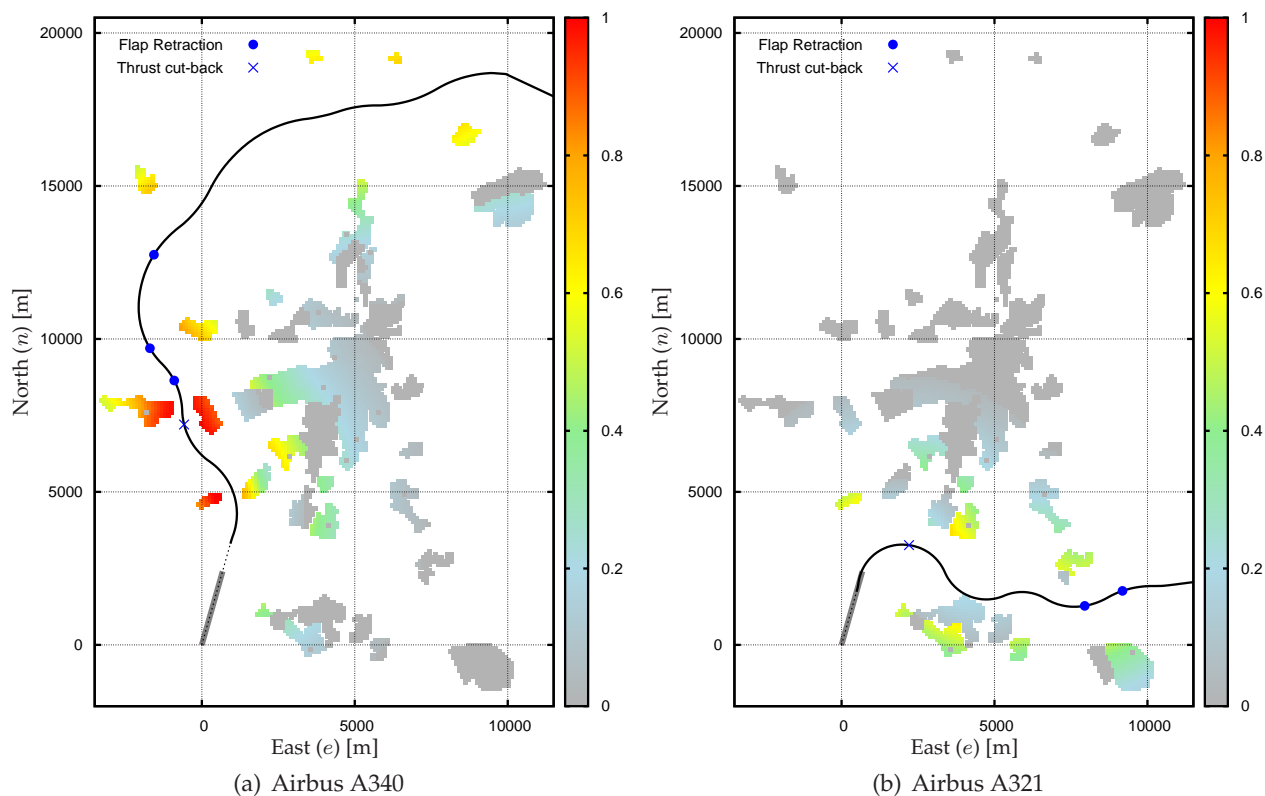 20000
15000
10000
5000
0
North (n) [m]
Flap Retraction
Thrust cut-back
0
5000
10000
East (e) [m]
1
0.8
0.6
0.4
0.2
0
(a) Airbus A340
20000
15000
10000
5000
0
North (n) [m]
Flap Retraction
Thrust cut-back
0
5000
10000
East (e) [m]
1
0.8
0.6
0.4
0.2
0
(b) Airbus A321